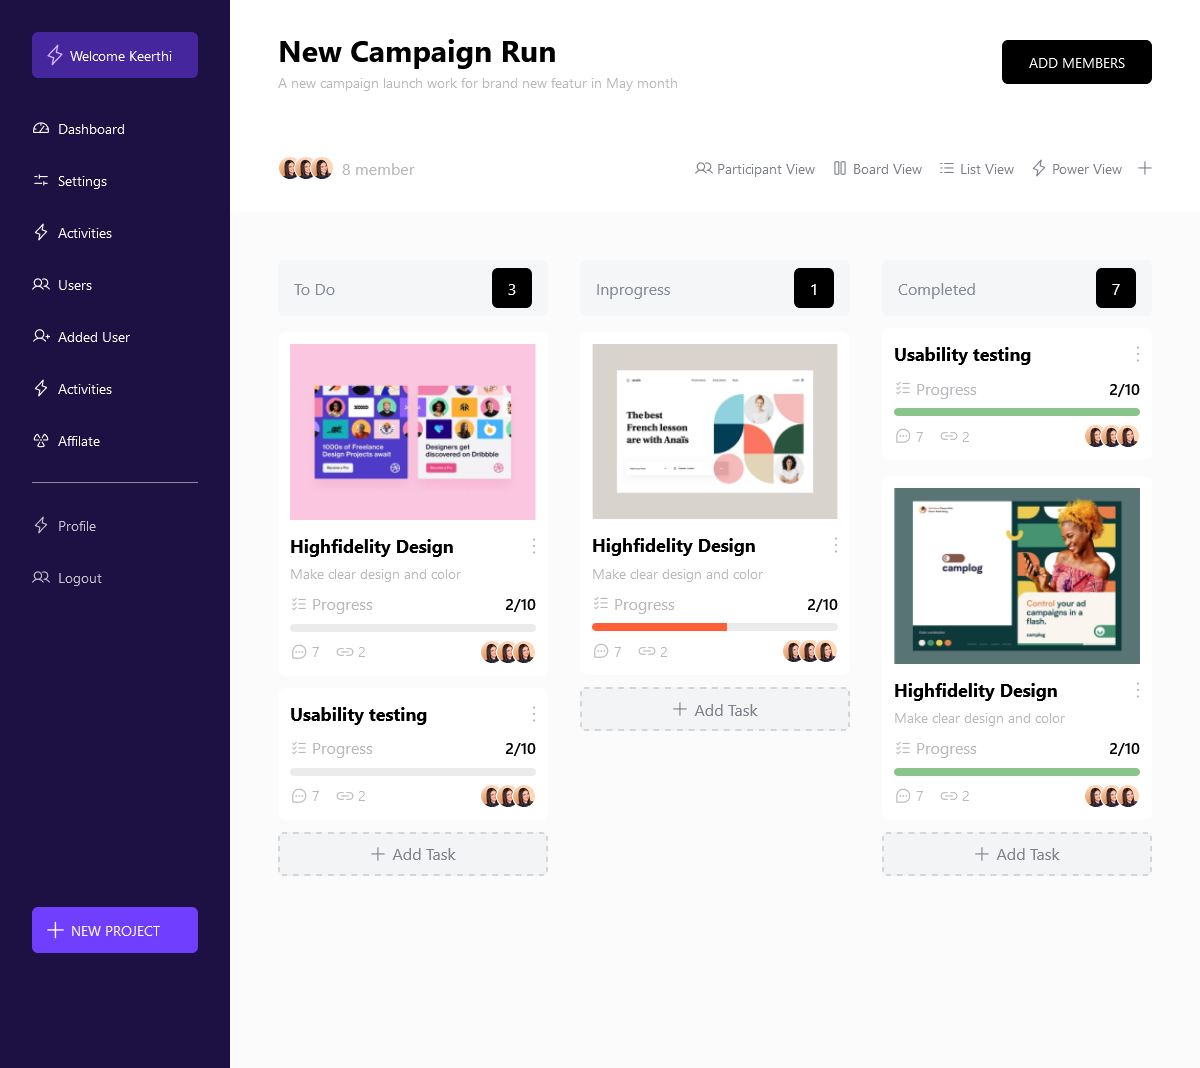 Welcome Keerthi
Dashboard
Settings
Activities
Users
Added User
Activities
Affilate
Profile
Logout
NEW PROJECT
New Campaign Run
A new campaign launch work for brand new featur in May month
ADD MEMBERS
8 member
Participant View
Board View
List View
Power View
To Do
3
1000s of Freelance
Design Projects await
Designers get
discovered on Dribbble
Highfidelity Design
Make clear design and color
Progress
2/10
7
2
Usability testing
Progress
2/10
7
2
Add Task
Inprogress
1
The best
French lesson
are with Anaïs
Highfidelity Design
Make clear design and color
Progress
2/10
7
2
Add Task
Completed
7
Usability testing
Progress
2/10
7
2
camplog
Control your ad
campaigns in a
flash.
camplog
Highfidelity Design
Make clear design and color
Progress
2/10
7
2
Add Task